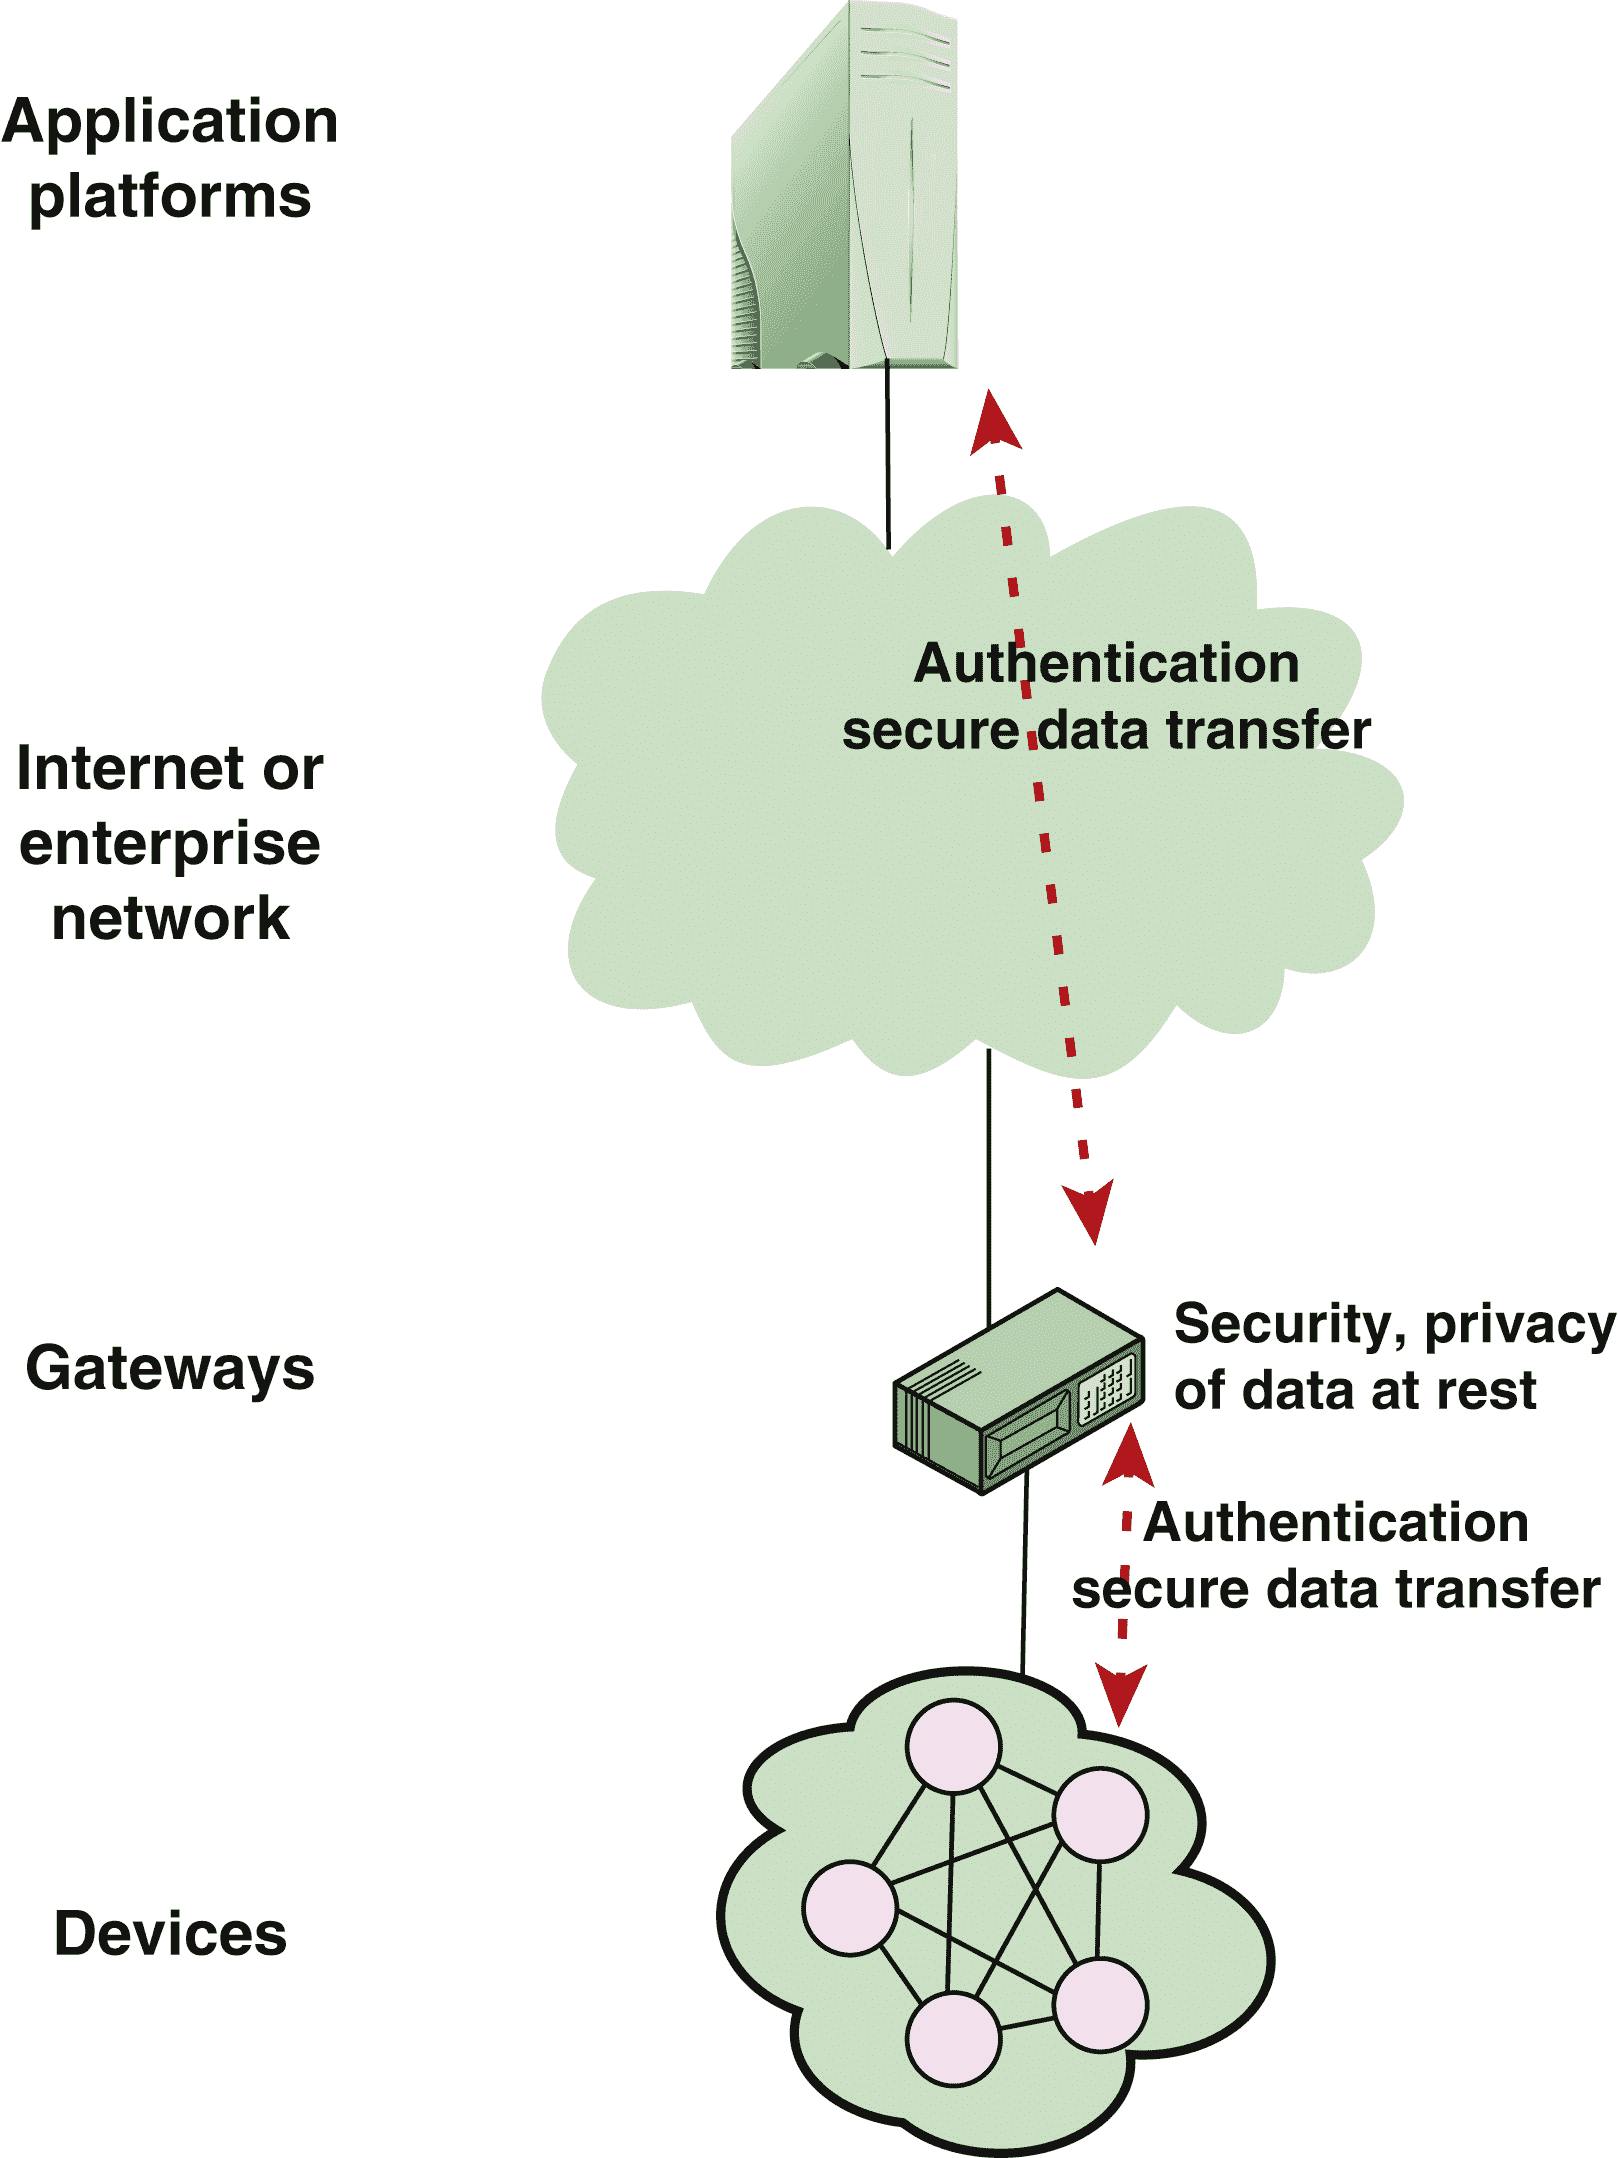 Application
platforms
Authentication
secure data transfer
Internet or
enterprise
network
Gateways
Security, privacy
of data at rest
Authentication
secure data transfer
Devices